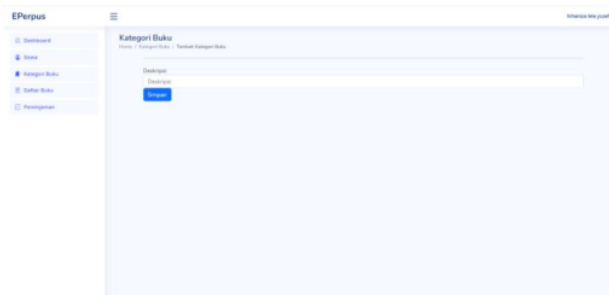 EPerpus
Dashboard
Siswa
Kategori Buku
Daftar Buku
Peminjaman
Kategori Buku
Home / Kategori Buku / Tambah Kategori Buku
Deskripsi
Deskripsi
Simpan